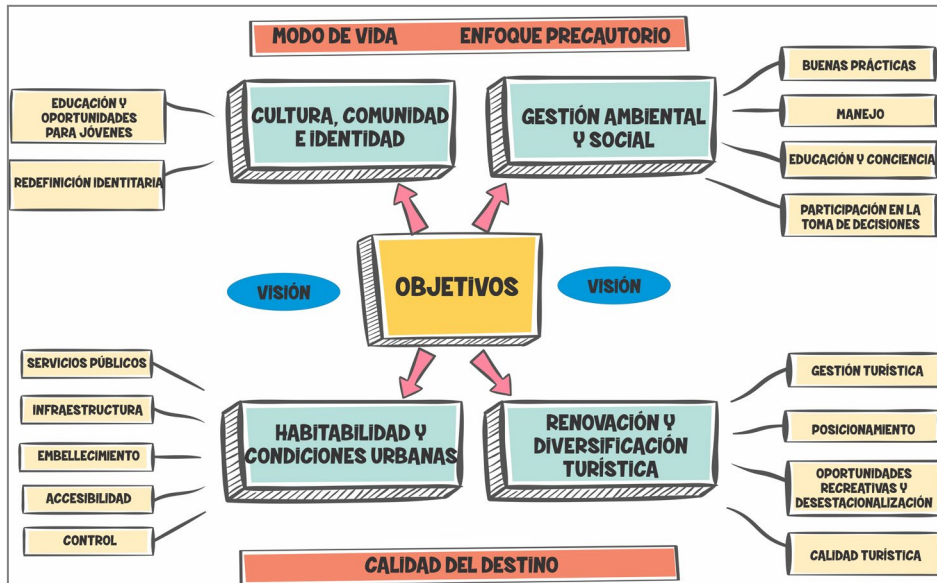 MODO DE VIDA ENFOQUE PRECAUTORIO
EDUCACIÓN Y
OPORTUNIDADES
PARA JÓVENES
REDEFINICIÓN IDENTITARIA
CULTURA, COMUNIDAD
E IDENTIDAD
GESTIÓN AMBIENTAL
Y SOCIAL
BUENAS PRÁCTICAS
MANEJO
EDUCACIÓN Y CONCIENCIA
PARTICIPACIÓN EN LA
TOMA DE DECISIONES
VISIÓN
OBJETIVOS
VISIÓN
SERVICIOS PÚBLICOS
INFRAESTRUCTURA
EMBELLECIMIENTO
ACCESIBILIDAD
CONTROL
HABITABILIDAD Y
CONDICIONES URBANAS
RENOVACIÓN Y
DIVERSIFICACIÓN
TURÍSTICA
GESTIÓN TURÍSTICA
POSICIONAMIENTO
OPORTUNIDADES
RECREATIVAS Y
DESESTACIONALIZACIÓN
CALIDAD TURÍSTICA
CALIDAD DEL DESTINO